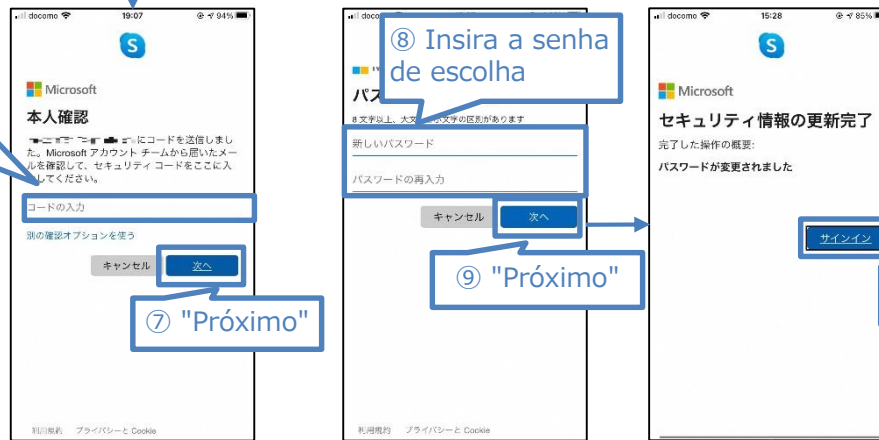 docomo 19:07 94%
Microsoft
本人確認
にコードを送信しまし
た。Microsoft アカウント チームから届いたメー
ルを確認して、セキュリティ コードをここに入
してください。
コードの入力
別の確認オプションを使う
キャンセル
次へ
⑦ "Próximo"
利用規約 プライバシーと Cookie
⑧ Insira a senha
de escolha
8 文字以上、大文 小文字の区別があります
新しいパスワード
パスワードの再入力
キャンセル
次へ
⑨ "Próximo"
利用規約 プライバシーと Cookie
docomo 15:28 85%
Microsoft
セキュリティ情報の更新完了
完了した操作の概要:
パスワードが変更されました
サインイン